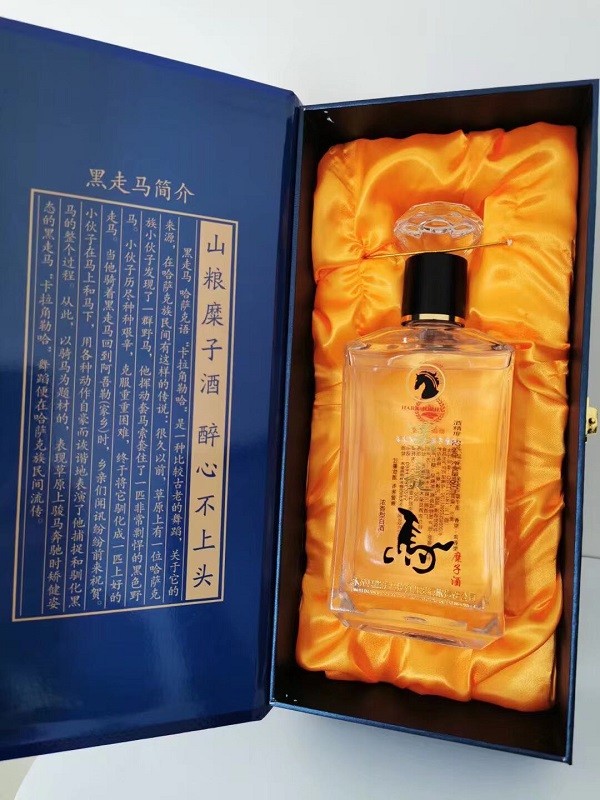 黑走马简介
山粮糜子酒 醉心不上头
黑走马，哈萨克语：“卡拉角勒哈”。是一种比较古老的舞蹈，关于它的
来源，在哈萨克族民间有这样的传说：很久以前，草原上有一位哈萨克
族小伙子发现了一群野马，他挥动套马索套住了一匹非常剽悍的黑色野
马。小伙子历尽种种艰辛，克服重重困难，终于将它驯化成一匹上好的
走马。当他骑着黑走马回到阿吾勒(家乡)时，乡亲们闻讯纷纷前来祝贺。
小伙子在马上和马下，用各种动作自豪而诙谐地表演了他捕捉和驯化黑
马的整个过程。从此，以骑马为题材的，表现草原上骏马奔驰时矫健姿
态的黑走马：“卡拉角勒哈”舞蹈便在哈萨克族民间流传。
马
糜子酒
浓香型白酒